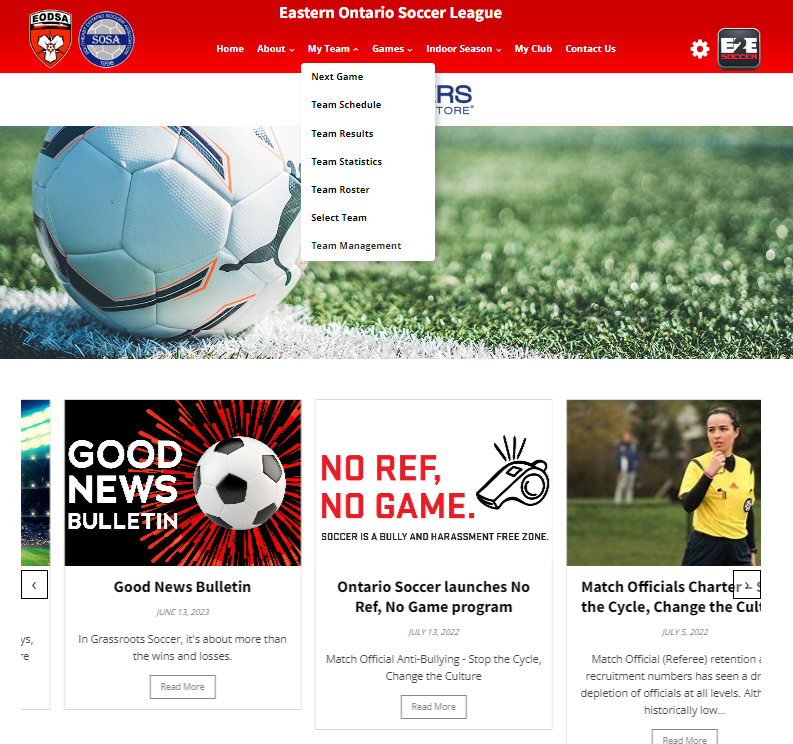 Eastern Ontario Soccer League
EODSA
SOSA
1998
Home About My Team Games Indoor Season My Club Contact Us
E2E
SOCCER
Next Game
Team Schedule
Team Results
Team Statistics
Team Roster
Select Team
Team Management
ERS
TORE®
GOOD
NEWS
BULLETIN
Good News Bulletin
JUNE 13, 2023
In Grassroots Soccer, it's about more than
the wins and losses.
Read More
NO REF,
NO GAME.
SOCCER IS A BULLY AND HARASSMENT FREE ZONE.
Ontario Soccer launches No
Ref, No Game program
JULY 13, 2022
Match Official Anti-Bullying - Stop the Cycle,
Change the Culture
Read More
Match Officials Charter - S
the Cycle, Change the Cult
JULY 5, 2022
Match Official (Referee) retention a
recruitment numbers has seen a dr
depletion of officials at all levels. Alth
historically low...
Read More
ys,
re